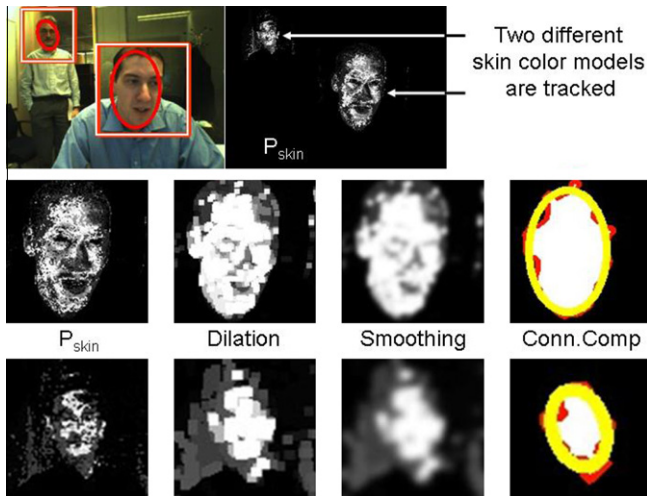 Two different
skin color models
are tracked
Pskin
Pskin
Dilation
Smoothing
Conn.Comp